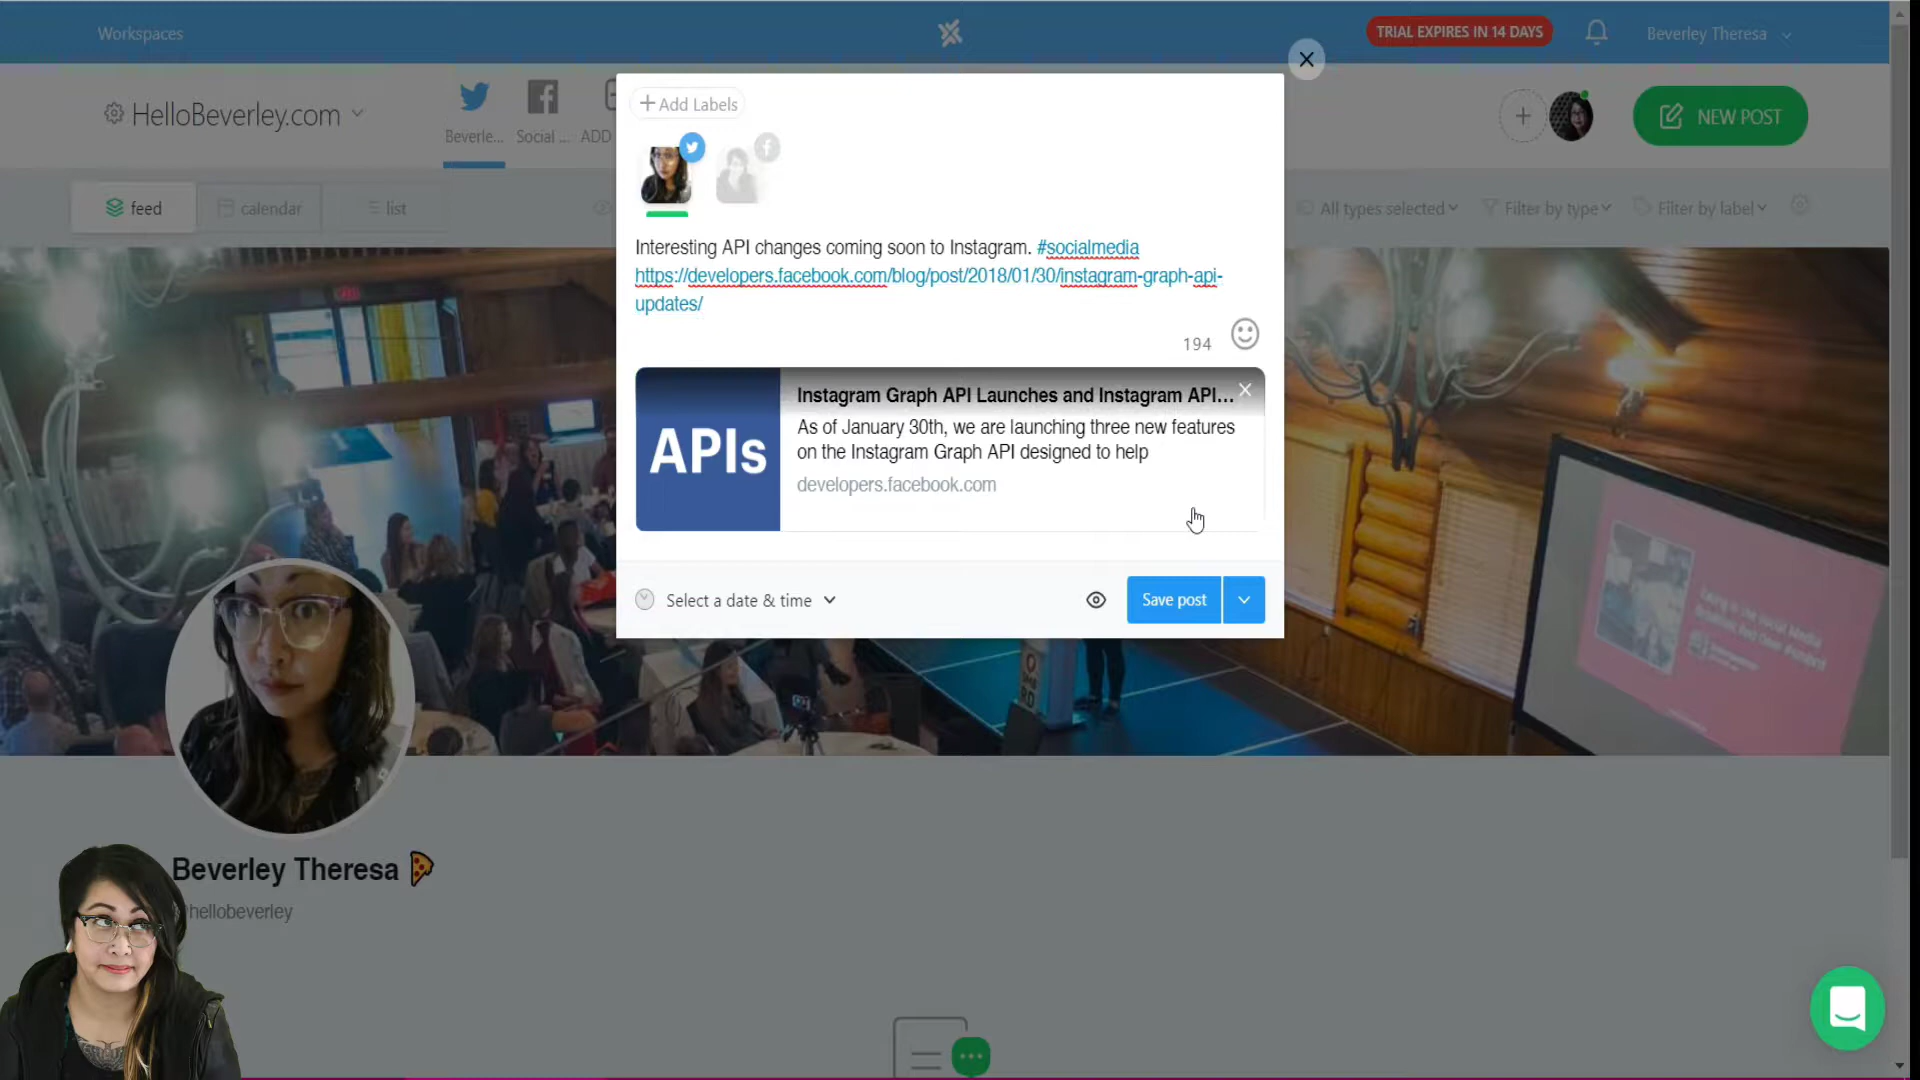 Workspaces
TRIAL EXPIRES IN 14 DAYS
Beverley Theresa
HelloBeverley.com
Beverle...
Social ...
ADD
NEW POST
feed
calendar
list
All types selected
Filter by type
Filter by label
Add Labels
Interesting API changes coming soon to Instagram. #socialmedia
https://developers.facebook.com/blog/post/2018/01/30/instagram-graph-api-
updates/
194
APIs
Instagram Graph API Launches and Instagram API...
As of January 30th, we are launching three new features
on the Instagram Graph API designed to help
developers.facebook.com
Select a date & time
Save post
Beverley Theresa
hellobeverley